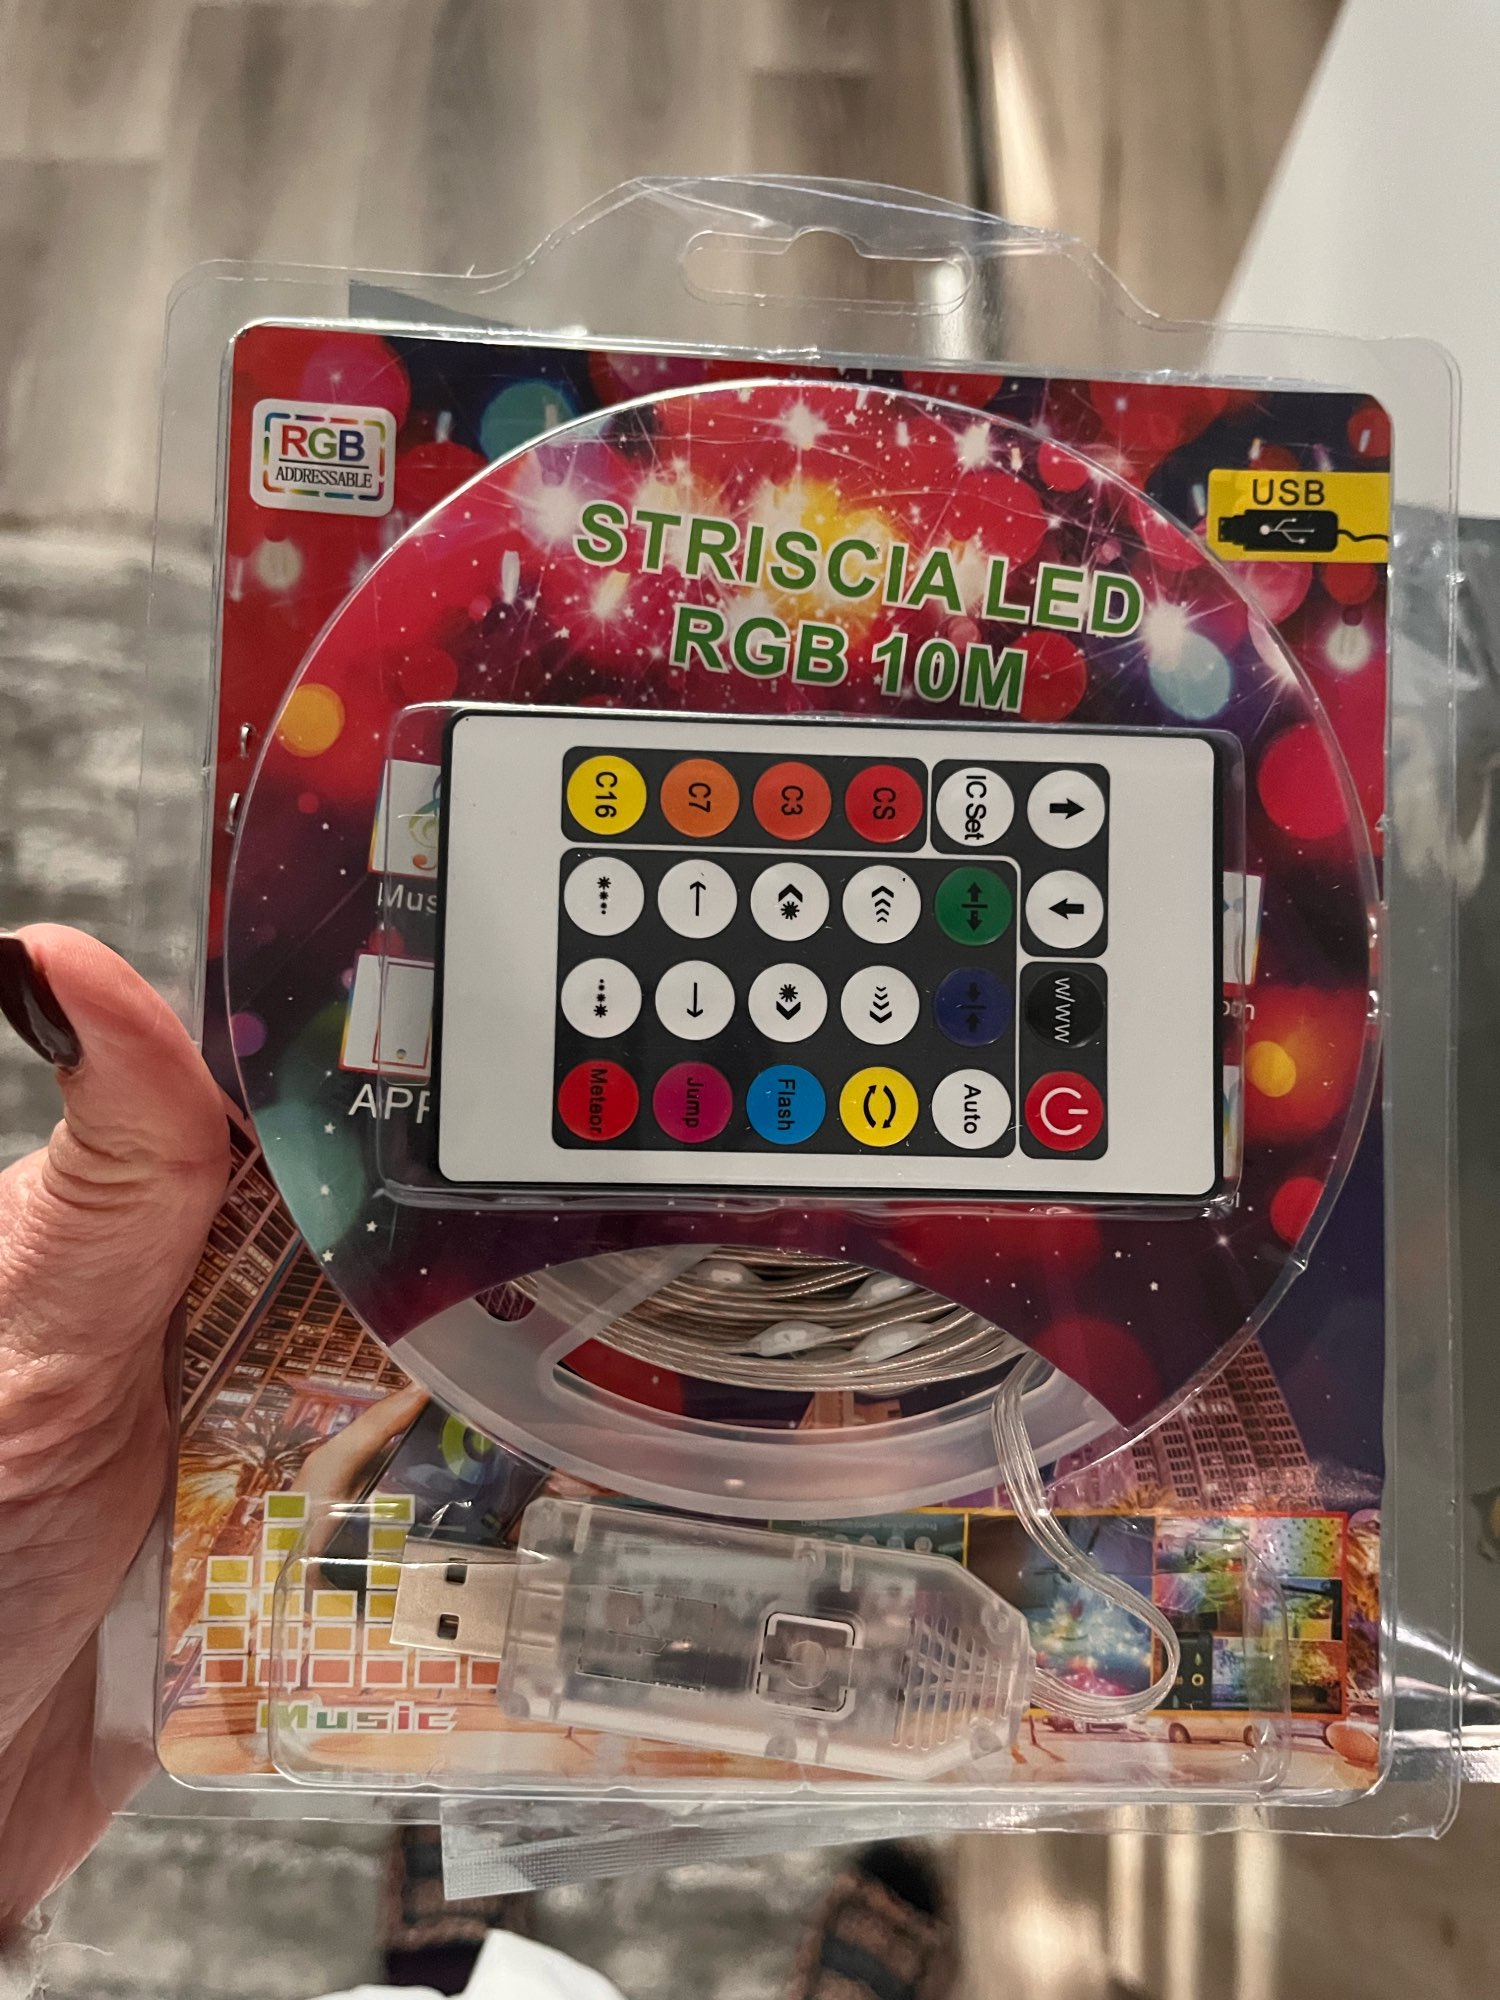 RGB
ADDRESSABLE
USB
STRISCIA LED
RGB 10M
C16
C7
C3
CS
IC Set
W/WW
Meteor
Jump
Flash
Auto
APP
Music